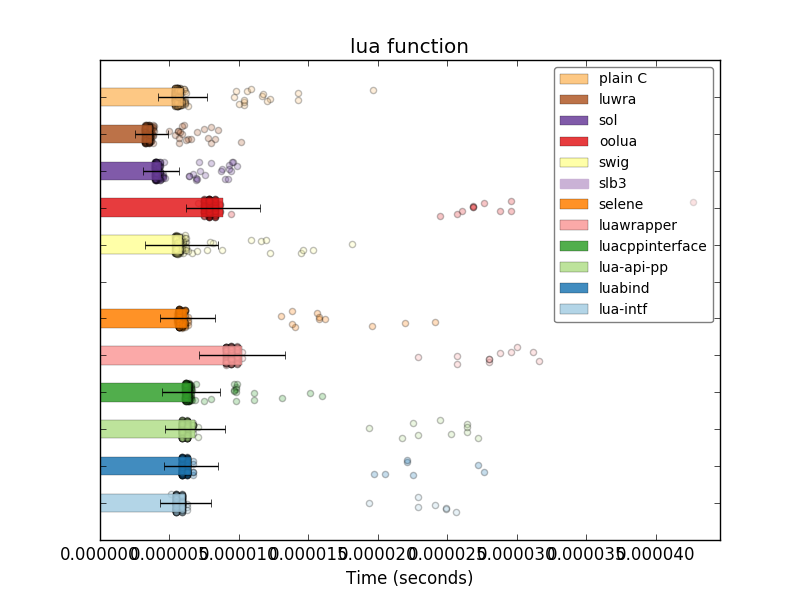 lua function
plain C
luwra
sol
oolua
swig
slb3
selene
luawrapper
luacppinterface
lua-api-pp
luabind
lua-intf
0.000000 0.000005 0.000010 0.000015 0.000020 0.000025 0.000030 0.000035 0.000040
Time (seconds)